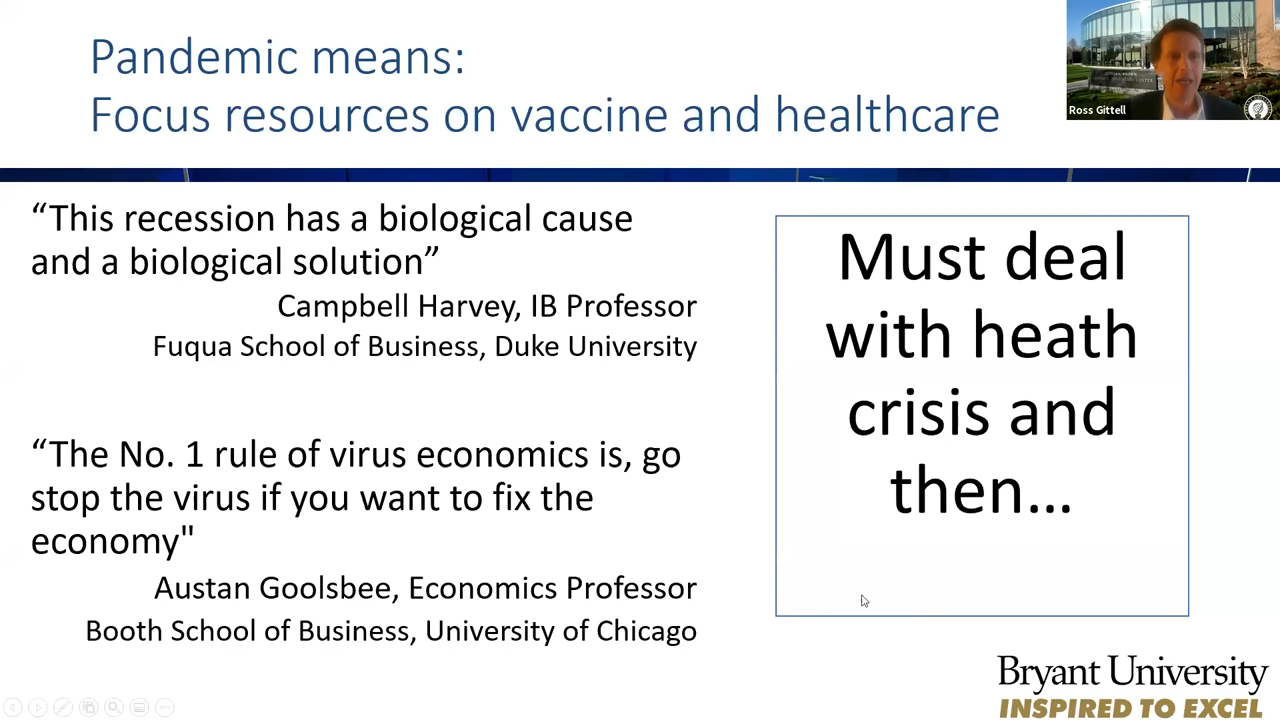 Pandemic means:
Focus resources on vaccine and healthcare
Ross Gittell
“This recession has a biological cause
and a biological solution”
Campbell Harvey, IB Professor
Fuqua School of Business, Duke University
“The No. 1 rule of virus economics is, go
stop the virus if you want to fix the
economy"
Austan Goolsbee, Economics Professor
Booth School of Business, University of Chicago
Must deal
with heath
crisis and
then...
Bryant University
INSPIRED TO EXCEL